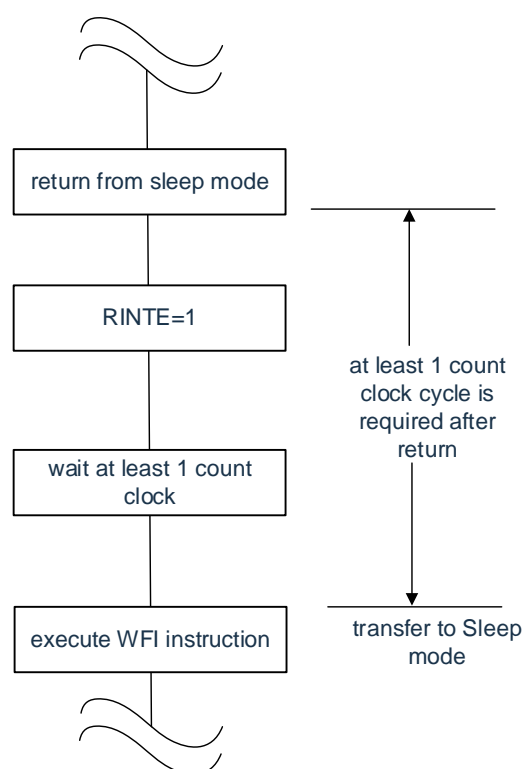 return from sleep mode
RINTE=1
at least 1 count
clock cycle is
required after
return
wait at least 1 count
clock
execute WFI instruction
transfer to Sleep
mode